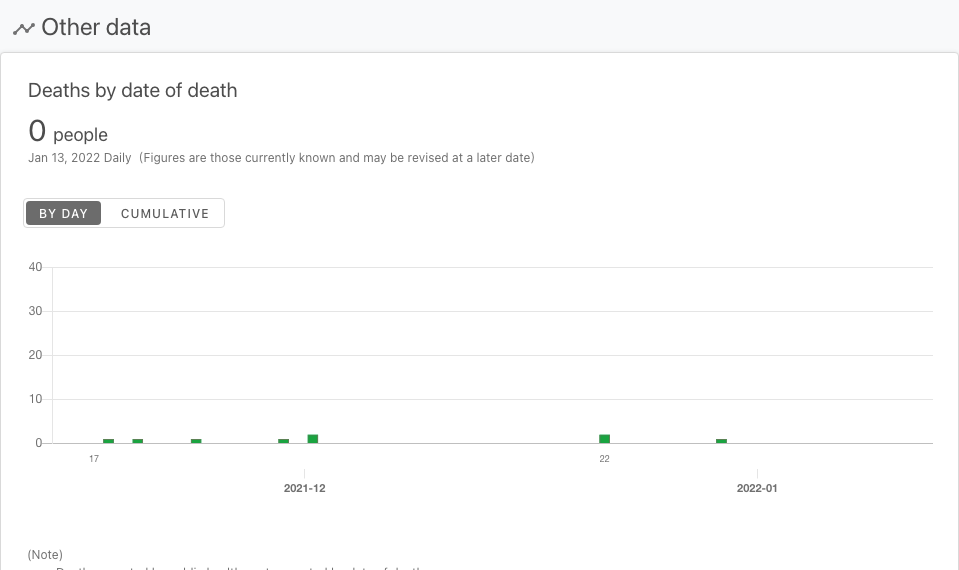 Other data
Deaths by date of death
0 people
Jan 13, 2022 Daily (Figures are those currently known and may be revised at a later date)
BY DAY CUMULATIVE
40
30
20
10
0
17 22
2021-12 2022-01
(Note)